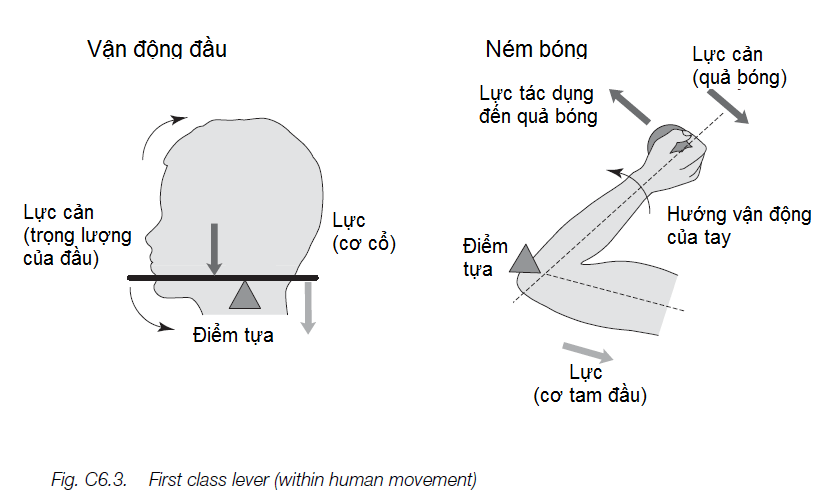 Vận động đầu
Lực cản
(trọng lượng
của đầu)
Lực
(cơ cổ)
Điểm tựa
Ném bóng
Lực tác dụng
đến quả bóng
Lực cản
(quả bóng)
Hướng vận động
của tay
Điểm
tựa
Lực
(cơ tam đầu)
Fig. C6.3. First class lever (within human movement)